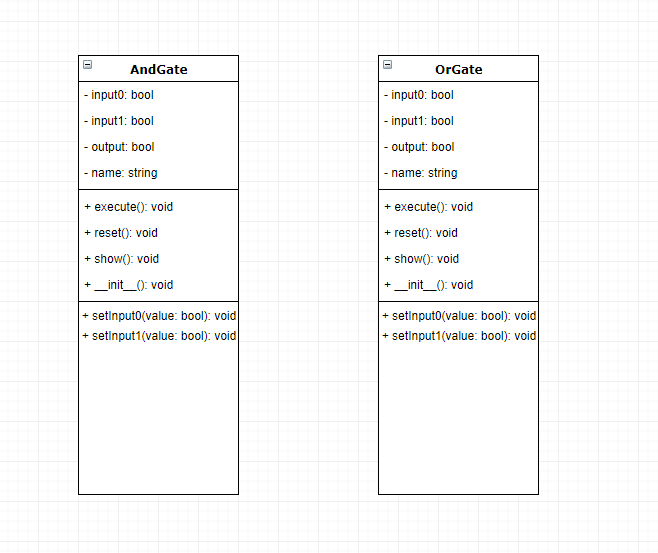 AndGate
- input0: bool
- input1: bool
- output: bool
- name: string
+ execute(): void
+ reset(): void
+ show(): void
+ __init__(): void
+ setInput0(value: bool): void
+ setInput1(value: bool): void
OrGate
- input0: bool
- input1: bool
- output: bool
- name: string
+ execute(): void
+ reset(): void
+ show(): void
+ __init__(): void
+ setInput0(value: bool): void
+ setInput1(value: bool): void